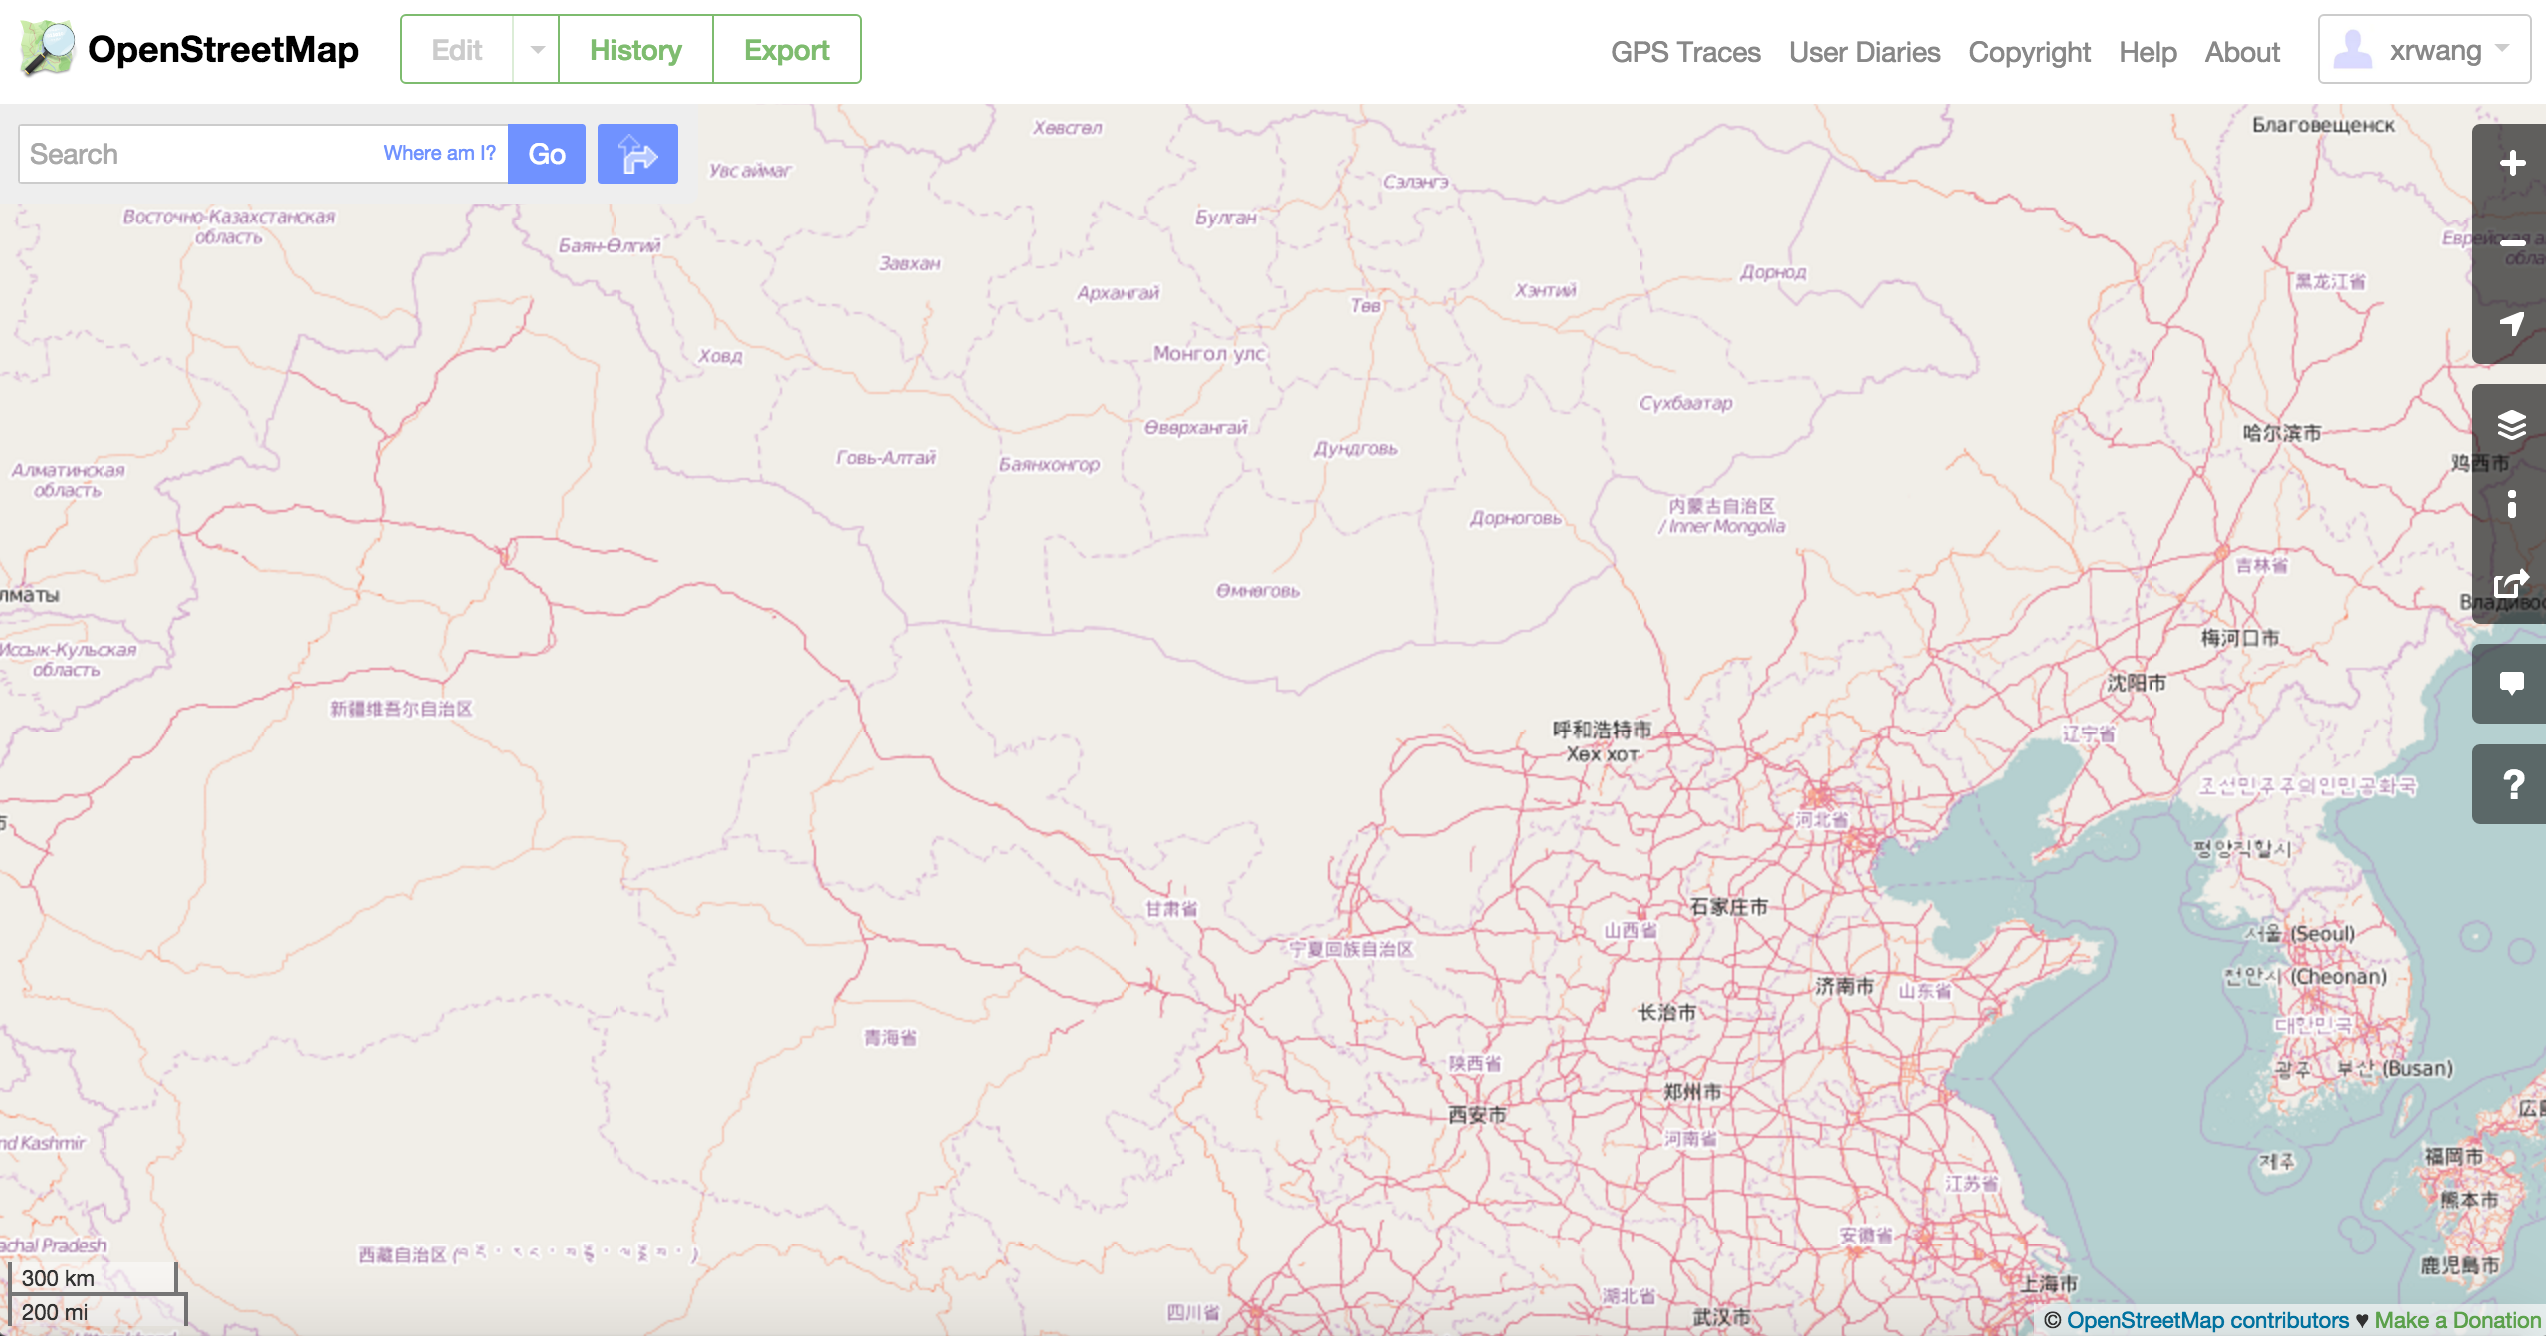 OpenStreetMap
Edit
History
Export
GPS Traces
User Diaries
Copyright
Help
About
xrwang
Search
Where am I?
Go
Хөвсгөл
Благовещенск
Увс аймаг
Сэлэнгэ
Восточно-Казахстанская
область
Булган
Баян-Өлгий
Завхан
Дорнод
黑龙江省
Архангай
Хэнтий
Төв
Ховд
Монгол улс
Сүхбаатар
Өвөрхангай
哈尔滨市
Дундговь
Говь-Алтай
Баянхонгор
鸡西市
Алматинская
область
内蒙古自治区
/ Inner Mongolia
Дорноговь
吉林省
Өмнөговь
лматы
Владивос
梅河口市
Иссык-Кульская
область
沈阳市
新疆维吾尔自治区
呼和浩特市
Хөх хот
辽宁省
조선민주주의인민공화국
河北省
평양직할시
甘肃省
石家庄市
山西省
宁夏回族自治区
서울 (Seoul)
천안시 (Cheonan)
济南市
山东省
长治市
대한민국
青海省
陕西省
광주
부산 (Busan)
郑州市
西安市
河南省
nd Kashmir
福冈市
제주
江苏省
熊本市
安徽省
achal Pradesh
西藏自治区
鹿児島市
300 km
上海市
湖北省
200 mi
四川省
武汉市
© OpenStreetMap contributors ♥ Make a Donation